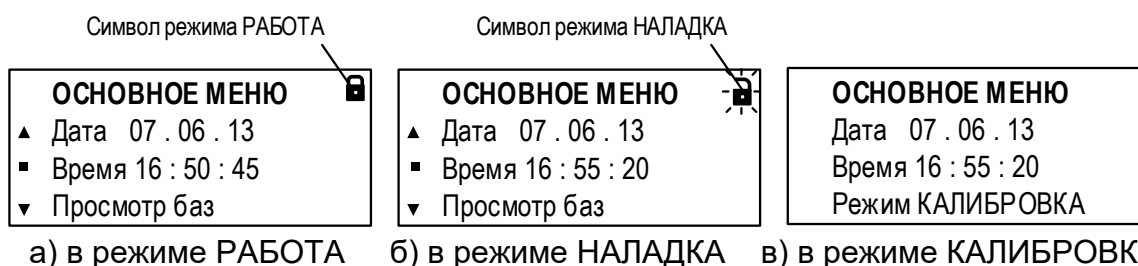 Символ режима РАБОТА
Символ режима НАЛАДКА
ОСНОВНОЕ МЕНЮ
Дата 07 . 06 . 13
Время 16 : 50 : 45
Просмотр баз
ОСНОВНОЕ МЕНЮ
Дата 07 . 06 . 13
Время 16 : 55 : 20
Просмотр баз
ОСНОВНОЕ МЕНЮ
Дата 07 . 06 . 13
Время 16 : 55 : 20
Режим КАЛИБРОВКА
а) в режиме РАБОТА
б) в режиме НАЛАДКА
в) в режиме КАЛИБРОВК